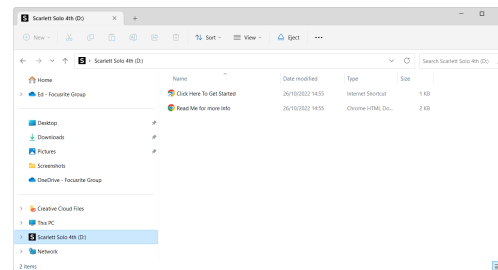 Scarlett Solo 4th (D:)
New
Sort
View
Eject
Scarlett Solo 4th (D:)
Search Scarlett Solo 4th (D:)
Name Date modified Type Size
Home
Ed - Focusrite Group
Desktop
Downloads
Pictures
Screenshots
OneDrive - Focusrite Group
Creative Cloud Files
This PC
Scarlett Solo 4th (D:)
Network
Click Here To Get Started 26/10/2022 14:55 Internet Shortcut 1 KB
Read Me for more Info 26/10/2022 14:55 Chrome HTML Do... 2 KB
2 items